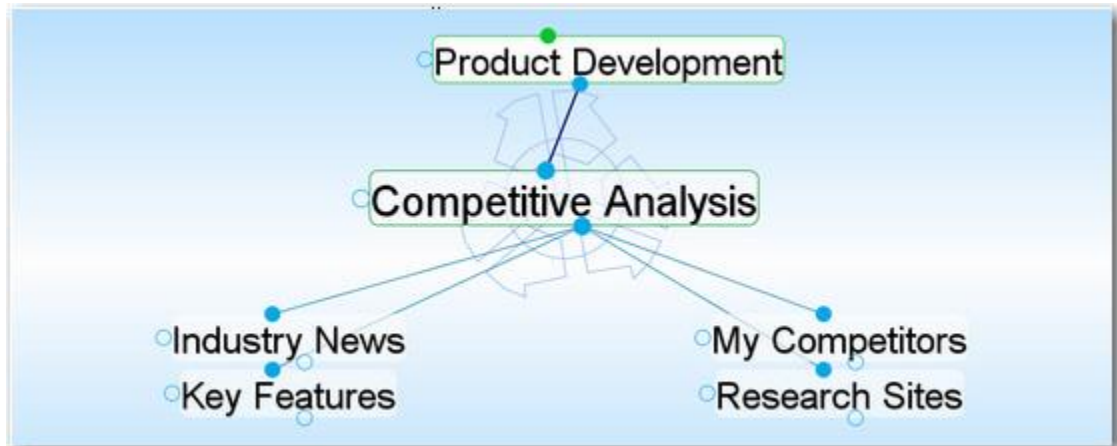 Product Development
Competitive Analysis
Industry News
Key Features
My Competitors
Research Sites